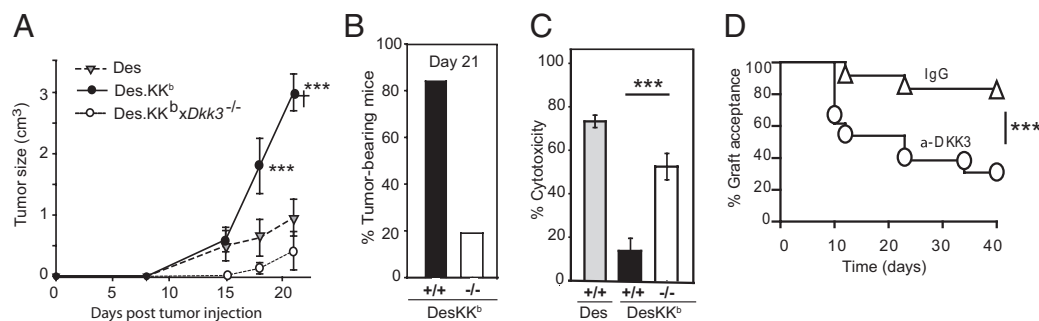 A
Tumor size (cm³)
3
2
1
0
Des
Des.KKᵇ
Des.KKᵇxDkk3⁻/⁻
***
***
0
5
10
15
20
Days post tumor injection
B
% Tumor-bearing mice
100
80
60
40
20
0
Day 21
+/+
-/-
DesKKᵇ
C
% Cytotoxicity
100
80
60
40
20
0
***
+/+
+/+
-/-
Des
DesKKᵇ
D
% Graft acceptance
100
80
60
40
20
0
IgG
a-DKK3
***
0
10
20
30
40
Time (days)